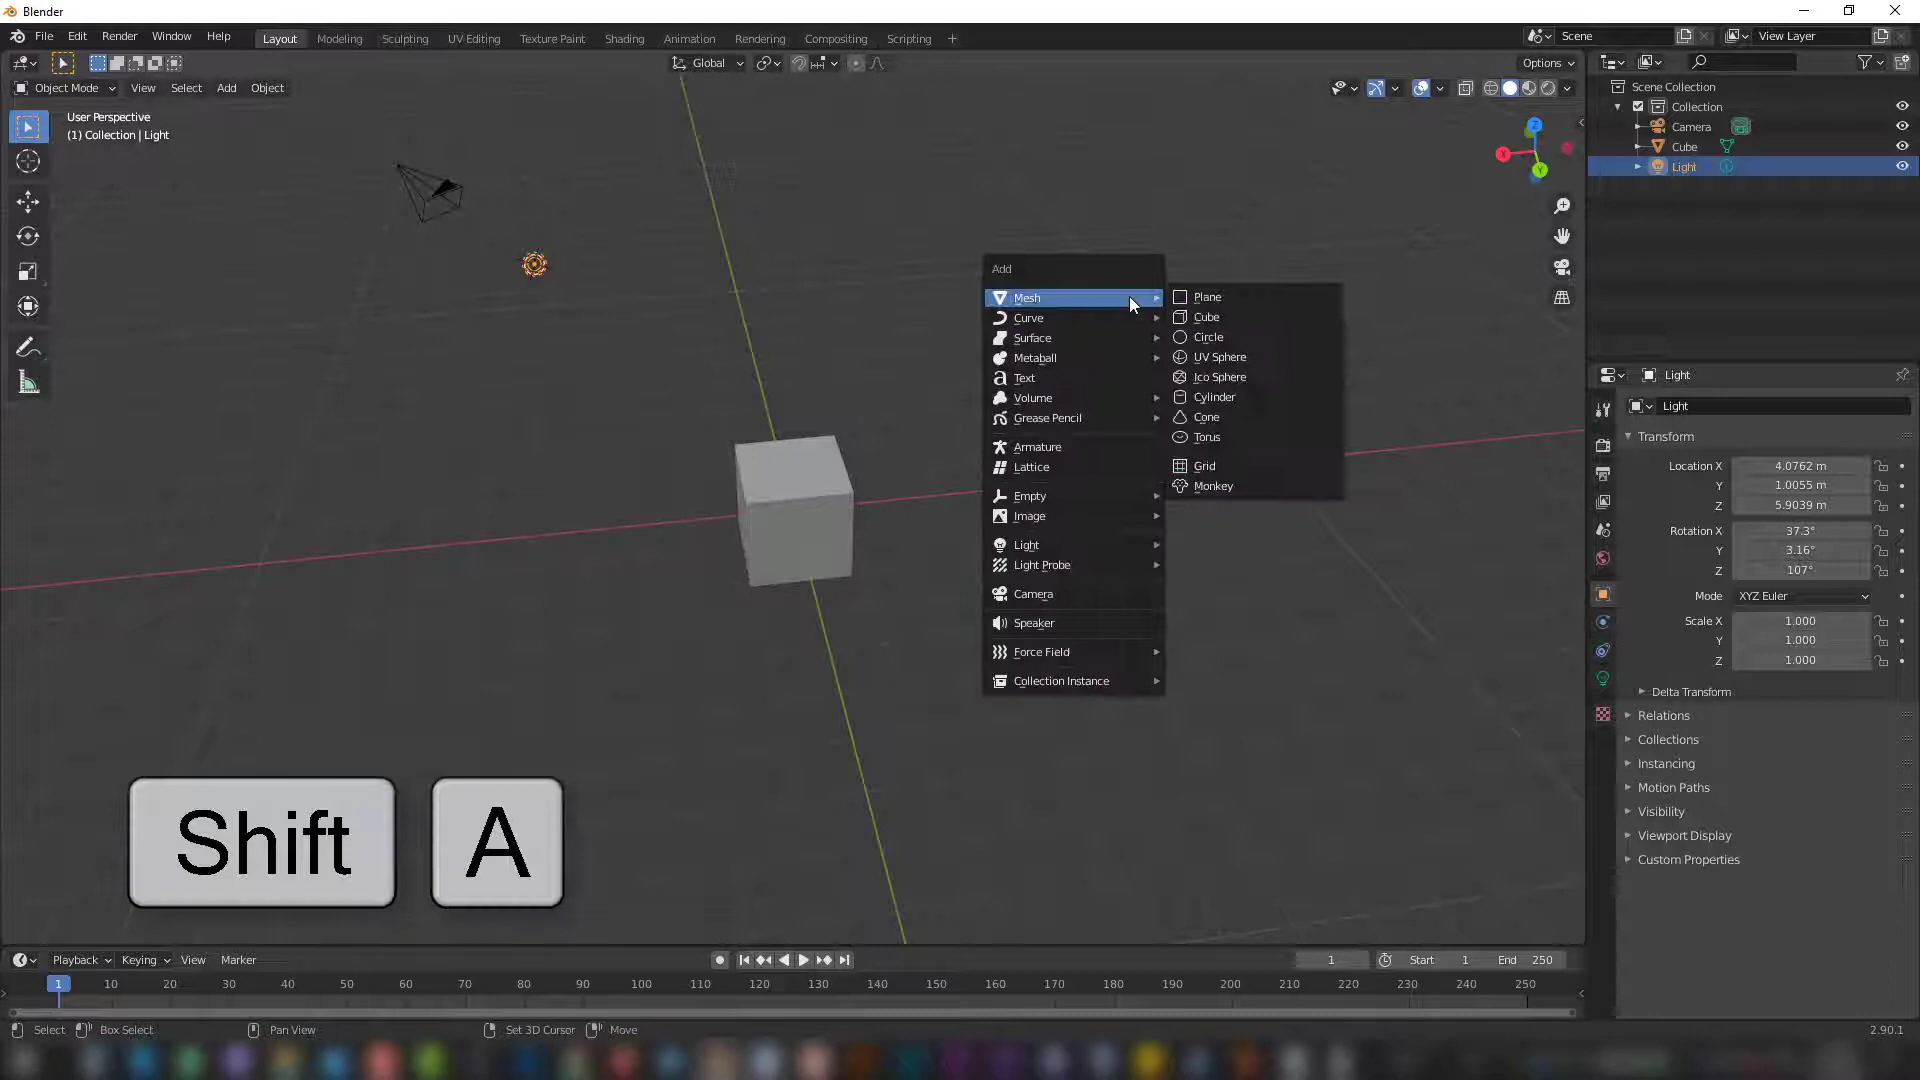 Blender
File Edit Render Window Help Layout Modeling Sculpting UV Editing Texture Paint Shading Animation Rendering Compositing Scripting + Scene View Layer
Global Options
Object Mode View Select Add Object
User Perspective
(1) Collection | Light
Z
X
Y
Add
Mesh
Curve
Surface
Metaball
Text
Volume
Grease Pencil
Armature
Lattice
Empty
Image
Light
Light Probe
Camera
Speaker
Force Field
Collection Instance
Plane
Cube
Circle
UV Sphere
Ico Sphere
Cylinder
Cone
Torus
Grid
Monkey
Shift A
Scene Collection
Collection
Camera
Cube
Light
Light
Light
Transform
Location X 4.0762 m
Y 1.0055 m
Z 5.9039 m
Rotation X 37.3°
Y 3.16°
Z 107°
Mode XYZ Euler
Scale X 1.000
Y 1.000
Z 1.000
Delta Transform
Relations
Collections
Instancing
Motion Paths
Visibility
Viewport Display
Custom Properties
Playback Keying View Marker 1 Start 1 End 250
1 10 20 30 40 50 60 70 80 90 100 110 120 130 140 150 160 170 180 190 200 210 220 230 240 250
Select Box Select Pan View Set 3D Cursor Move 2.90.1